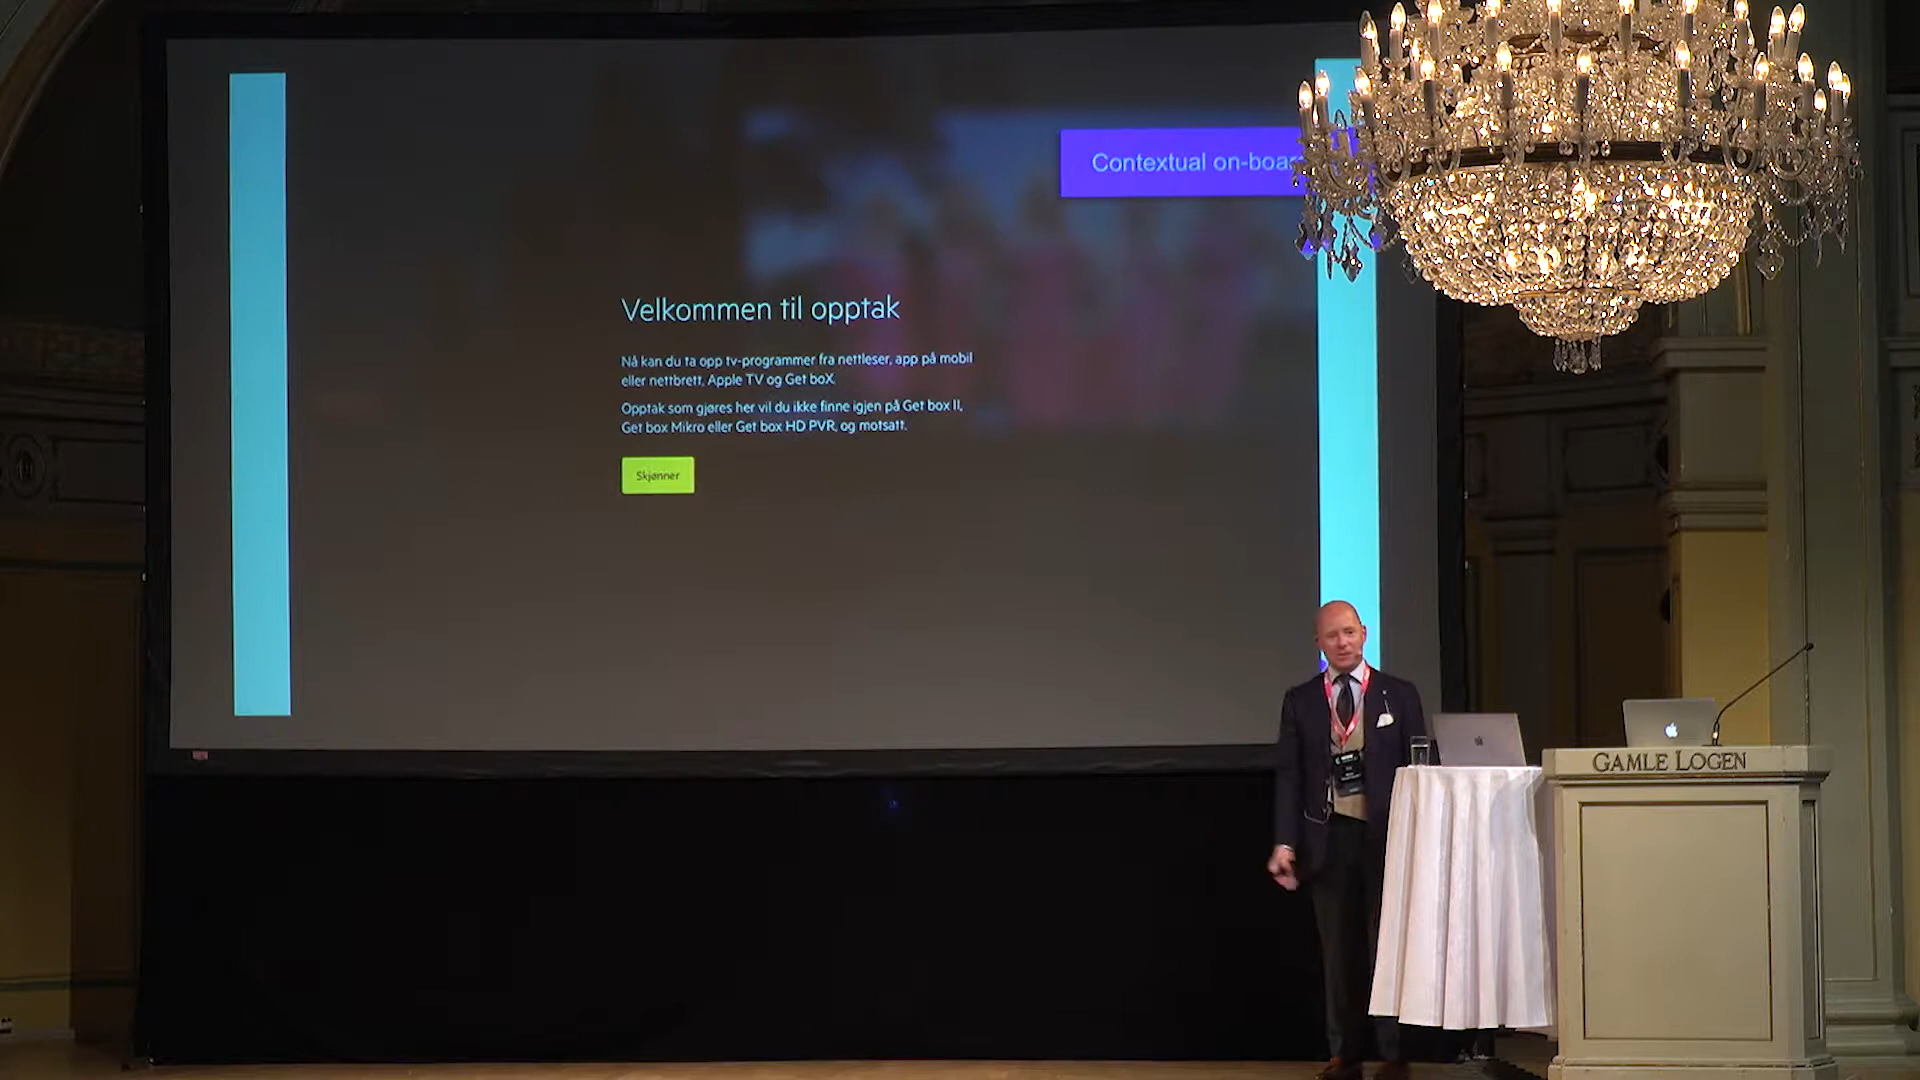 Contextual on-boa
Velkommen til opptak
Nå kan du ta opp tv-programmer fra nettleser, app på mobil
eller nettbrett, Apple TV og Get boX.
Opptak som gjøres her vil du ikke finne igjen på Get box II,
Get box Mikro eller Get box HD PVR, og motsatt.
Skjønner
GAMLE LOGEN